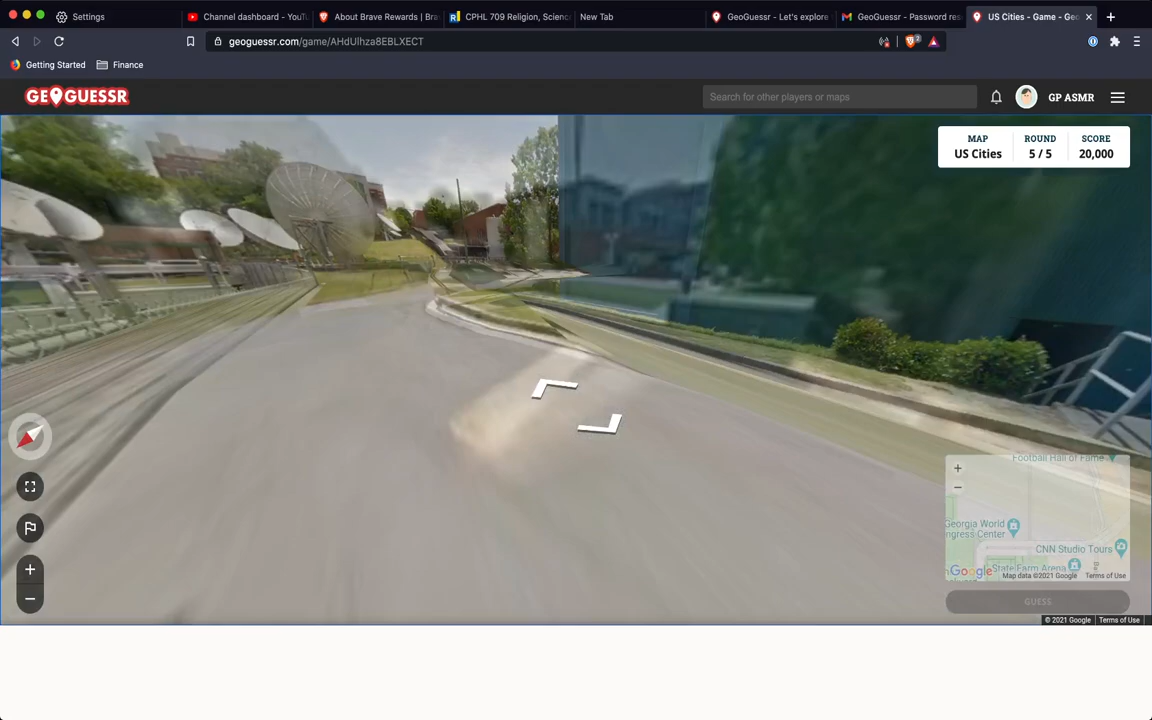 Settings
Channel dashboard - YouTu
About Brave Rewards | Bra
CPHL 709 Religion, Scienc
New Tab
GeoGuessr - Let's explore
GeoGuessr - Password res
US Cities - Game - Geo
geoguessr.com/game/AHdUlhza8EBLXECT
2
Getting Started
Finance
GEOGUESSR
Search for other players or maps
GP ASMR
MAP
ROUND
SCORE
US Cities
5 / 5
20,000
Football Hall of Fame
Georgia World
ngress Center
CNN Studio Tours
State Farm Arena
Google
Map data ©2021 Google
Terms of Use
GUESS
© 2021 Google
Terms of Use